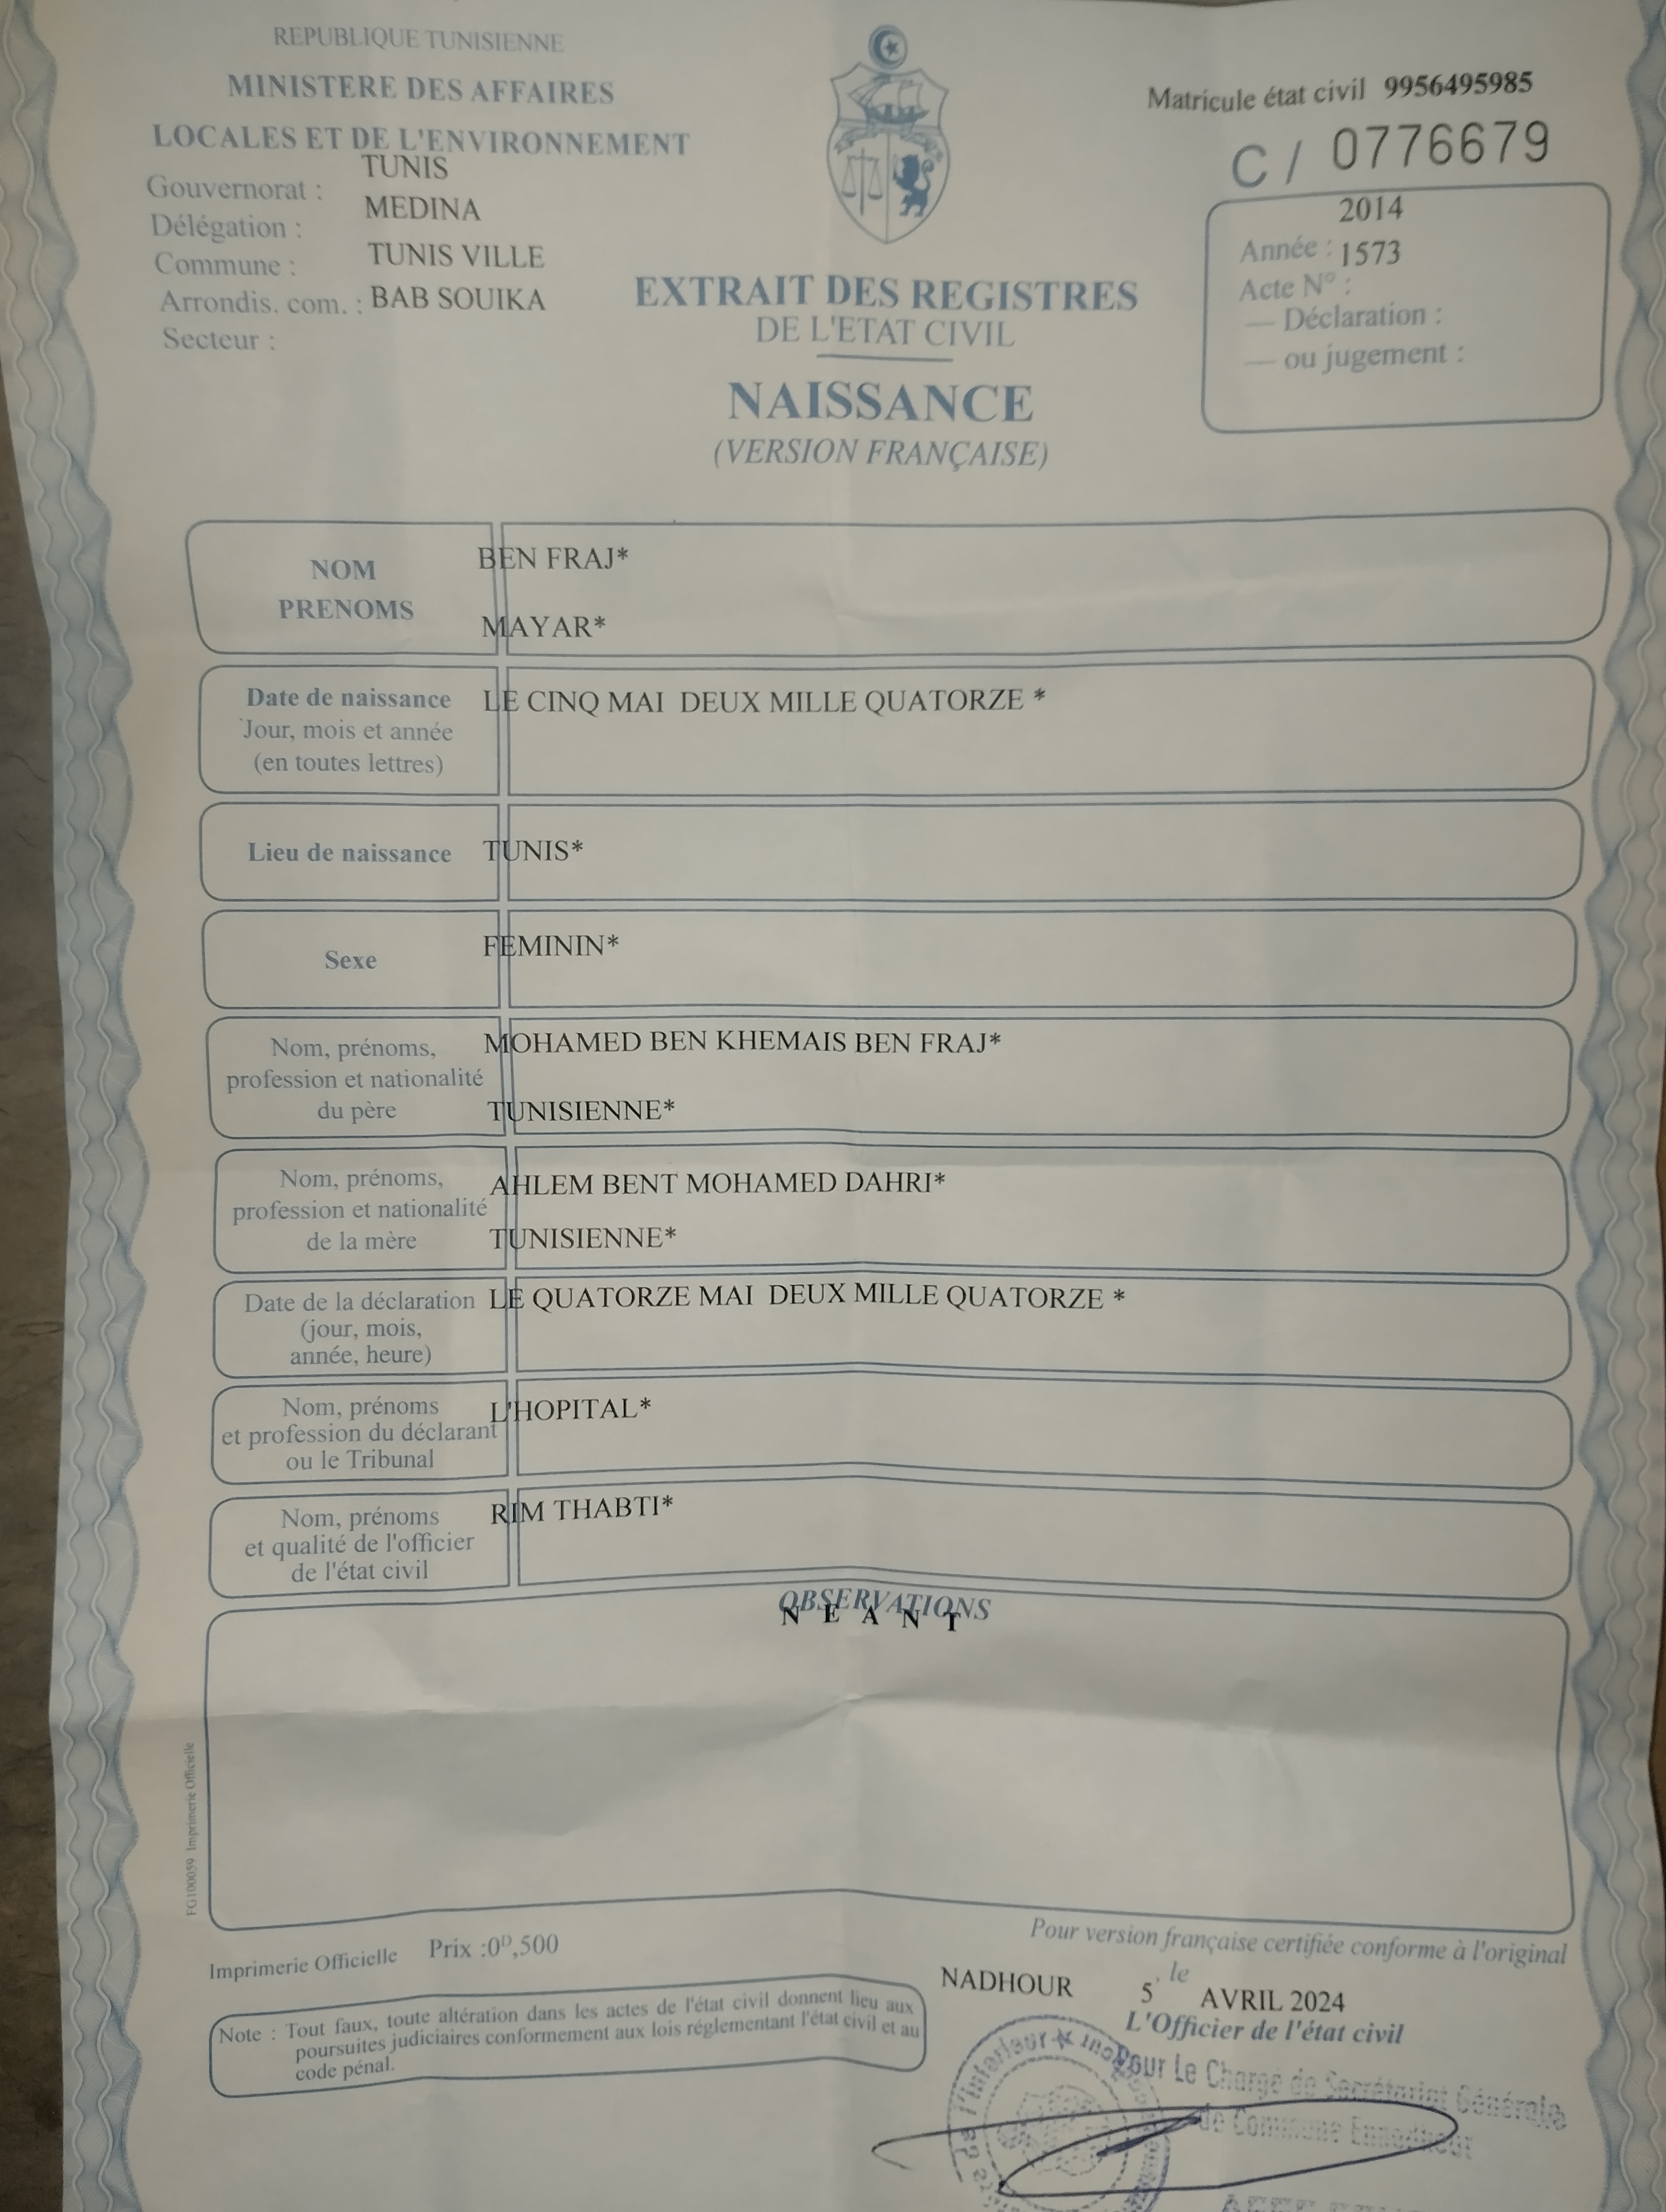 REPUBLIQUE TUNISIENNE
MINISTERE DES AFFAIRES
LOCALES ET DE L'ENVIRONNEMENT
Gouvernorat : TUNIS
Délégation : MEDINA
Commune : TUNIS VILLE
Arrondis. com. : BAB SOUIKA
Secteur :
Matricule état civil 9956495985
C / 0776679
2014
Année : 1573
Acte N° :
— Déclaration :
— ou jugement :
EXTRAIT DES REGISTRES
DE L'ETAT CIVIL
NAISSANCE
(VERSION FRANÇAISE)
NOM BEN FRAJ*
PRENOMS MAYAR*
Date de naissance LE CINQ MAI DEUX MILLE QUATORZE *
Jour, mois et année
(en toutes lettres)
Lieu de naissance TUNIS*
Sexe FEMININ*
Nom, prénoms, MOHAMED BEN KHEMAIS BEN FRAJ*
profession et nationalité
du père TUNISIENNE*
Nom, prénoms, AHLEM BENT MOHAMED DAHRI*
profession et nationalité
de la mère TUNISIENNE*
Date de la déclaration LE QUATORZE MAI DEUX MILLE QUATORZE *
(jour, mois,
année, heure)
Nom, prénoms L'HOPITAL*
et profession du déclarant
ou le Tribunal
Nom, prénoms RIM THABTI*
et qualité de l'officier
de l'état civil
OBSERVATIONS
N E A N T
FG100059 Imprimerie Officielle
Imprimerie Officielle Prix :0ᴰ,500
Pour version française certifiée conforme à l'original
NADHOUR 5 , le AVRIL 2024
L'Officier de l'état civil
Note : Tout faux, toute altération dans les actes de l'état civil donnent lieu aux
poursuites judiciaires conformement aux lois réglementant l'état civil et au
code pénal.
Pour Le Chargé de Secrétariat Générale
de Commune Ennadhour